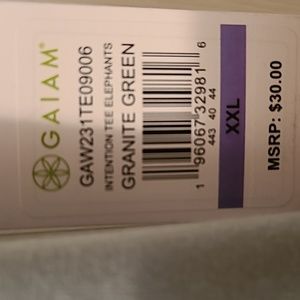 GAIAM®
GAW231TE09006
INTENTION TEE ELEPHANTS
GRANITE GREEN
1 96067 32981 6
443 40 44
XXL
MSRP: $30.00